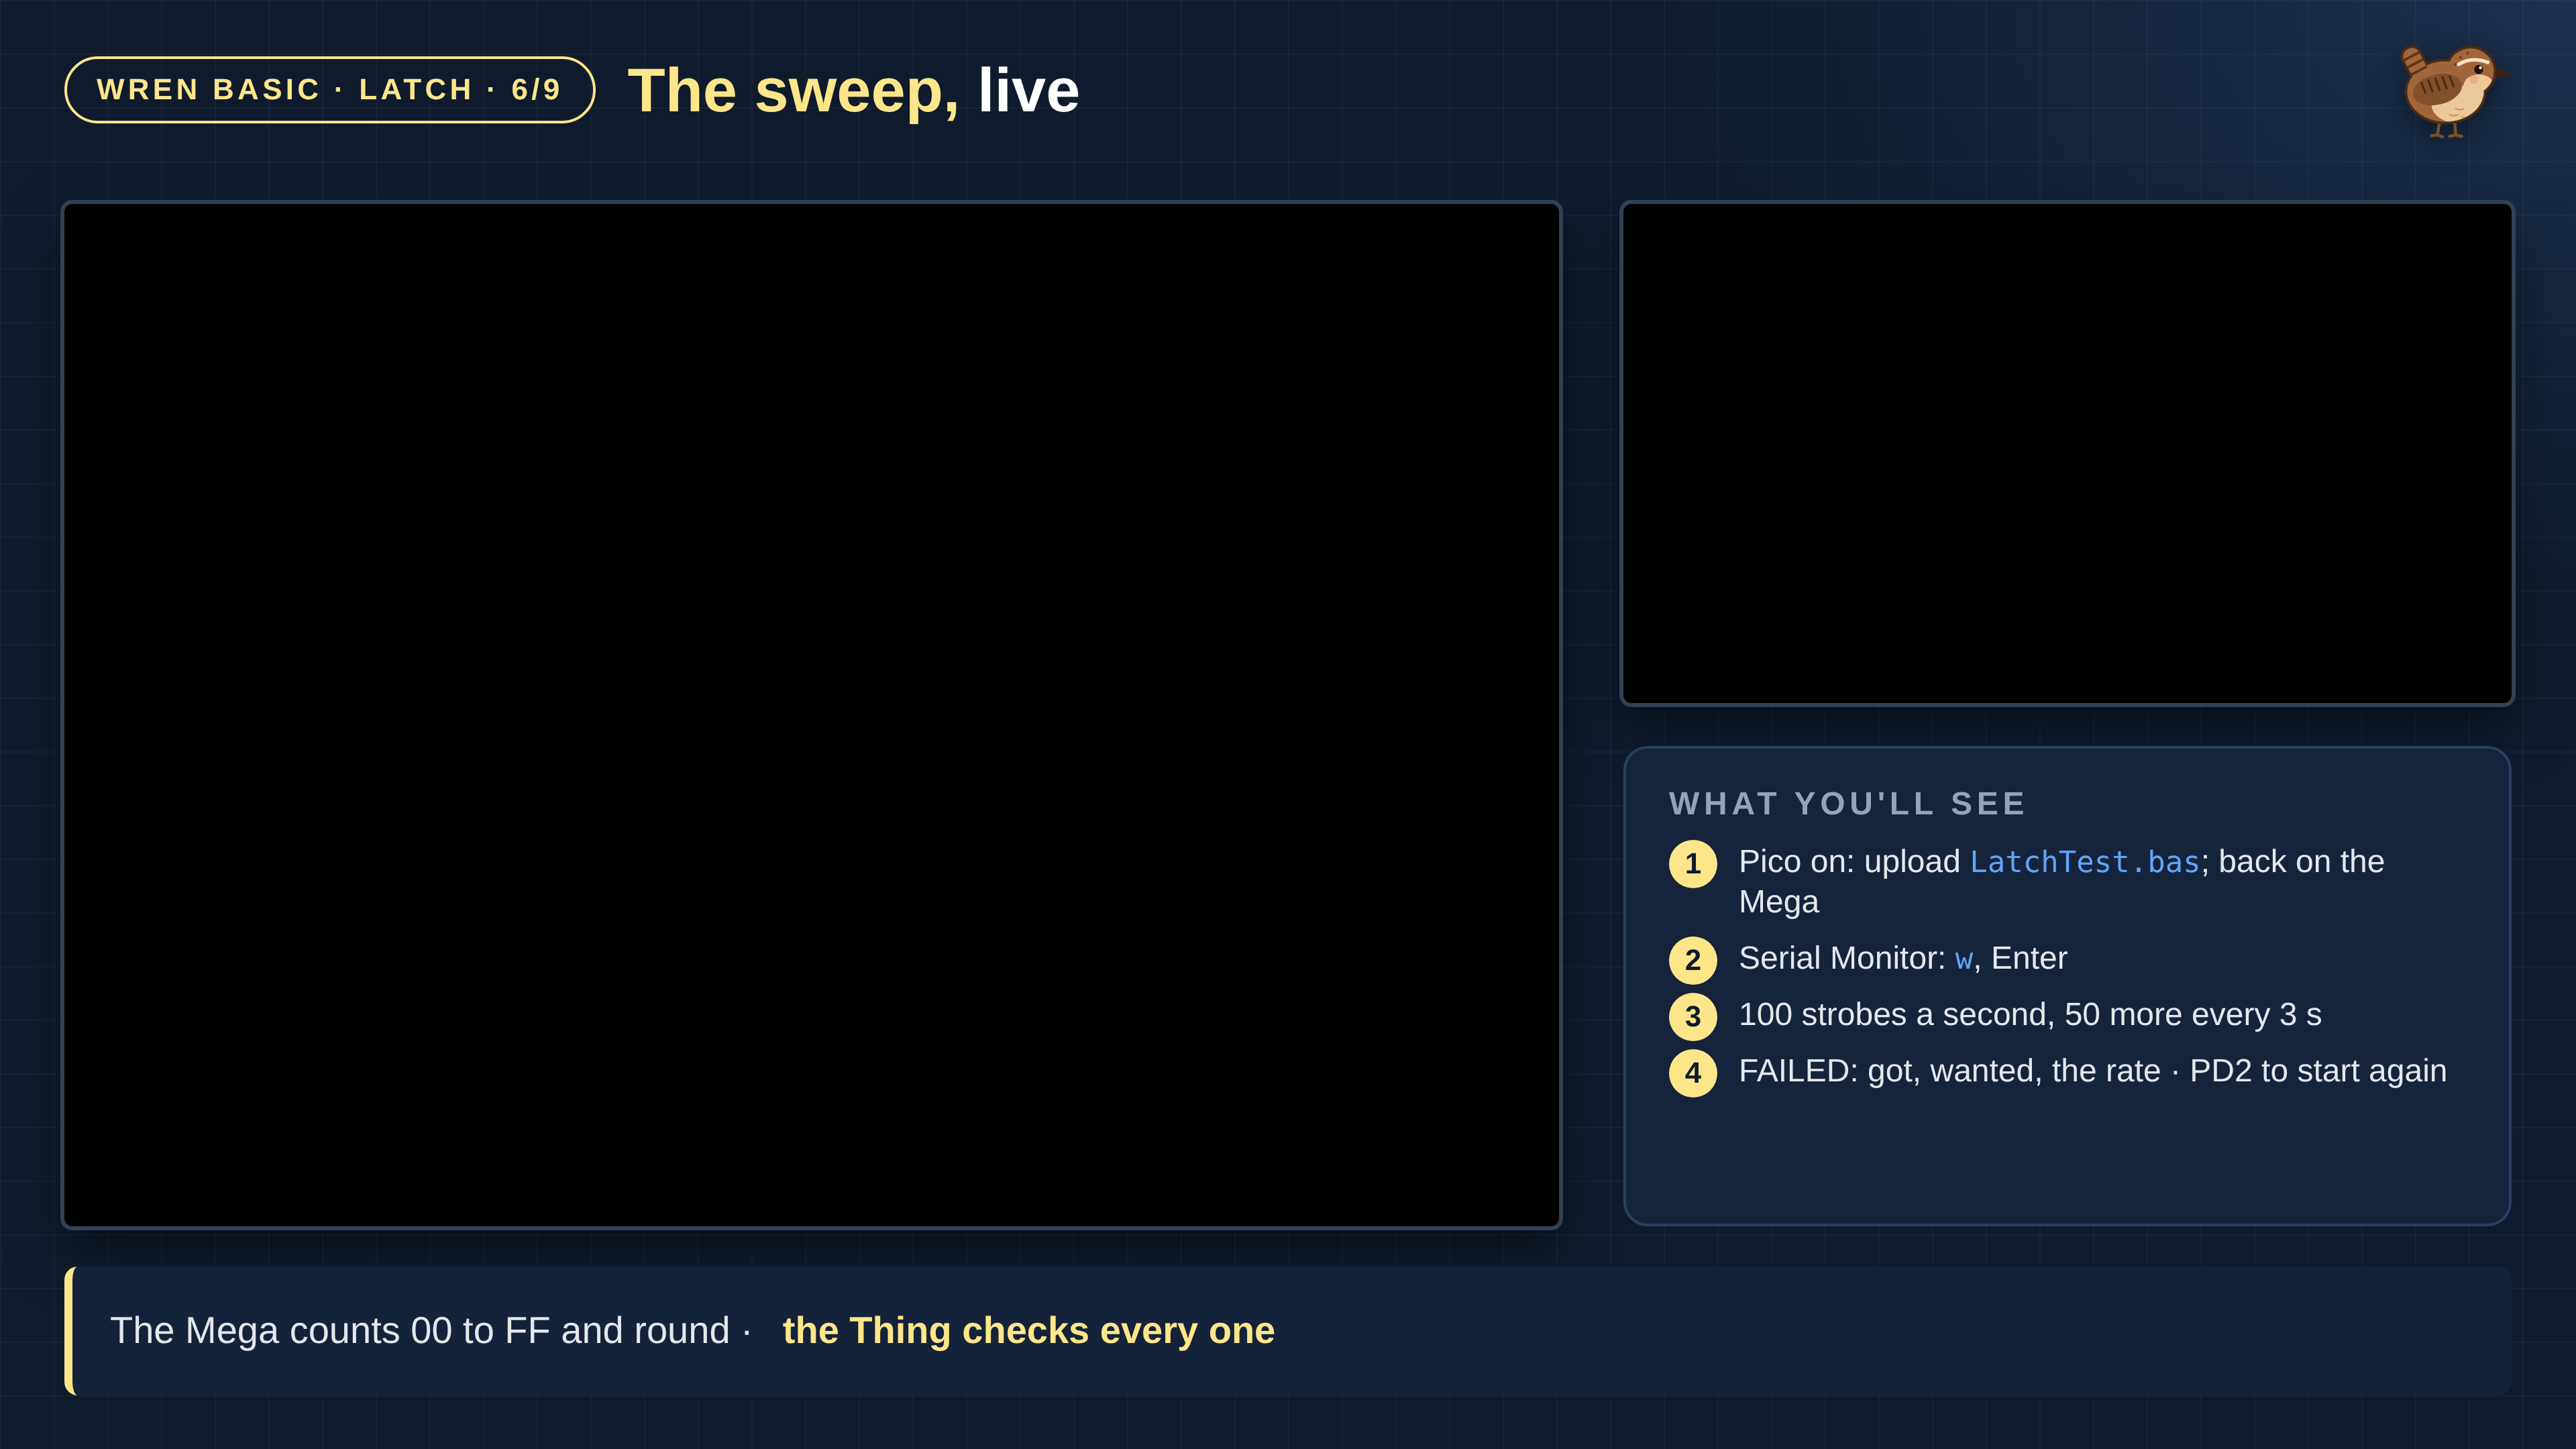 WREN BASIC · LATCH · 6/9
The sweep, live
WHAT YOU'LL SEE
1 Pico on: upload LatchTest.bas; back on the
Mega
2 Serial Monitor: w, Enter
3 100 strobes a second, 50 more every 3 s
4 FAILED: got, wanted, the rate · PD2 to start again
The Mega counts 00 to FF and round · the Thing checks every one